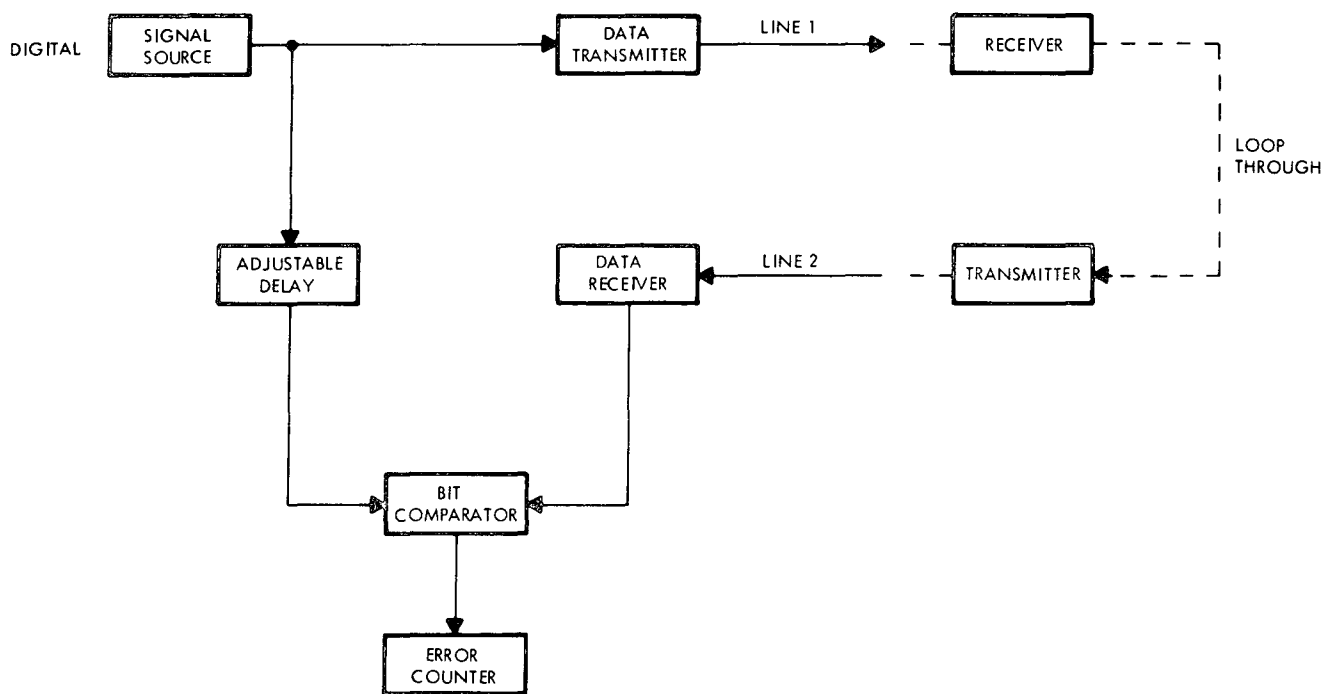 DIGITAL
SIGNAL
SOURCE
DATA
TRANSMITTER
LINE 1
RECEIVER
LOOP
THROUGH
ADJUSTABLE
DELAY
DATA
RECEIVER
LINE 2
TRANSMITTER
BIT
COMPARATOR
ERROR
COUNTER